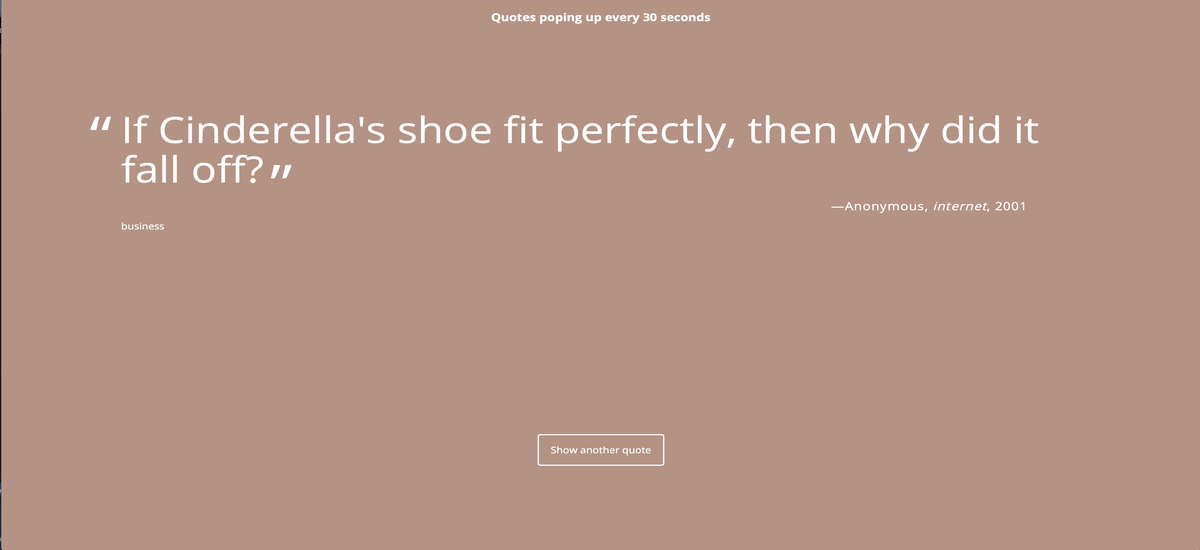 Quotes poping up every 30 seconds
“ If Cinderella's shoe fit perfectly, then why did it
fall off? ”
—Anonymous, internet, 2001
business
Show another quote